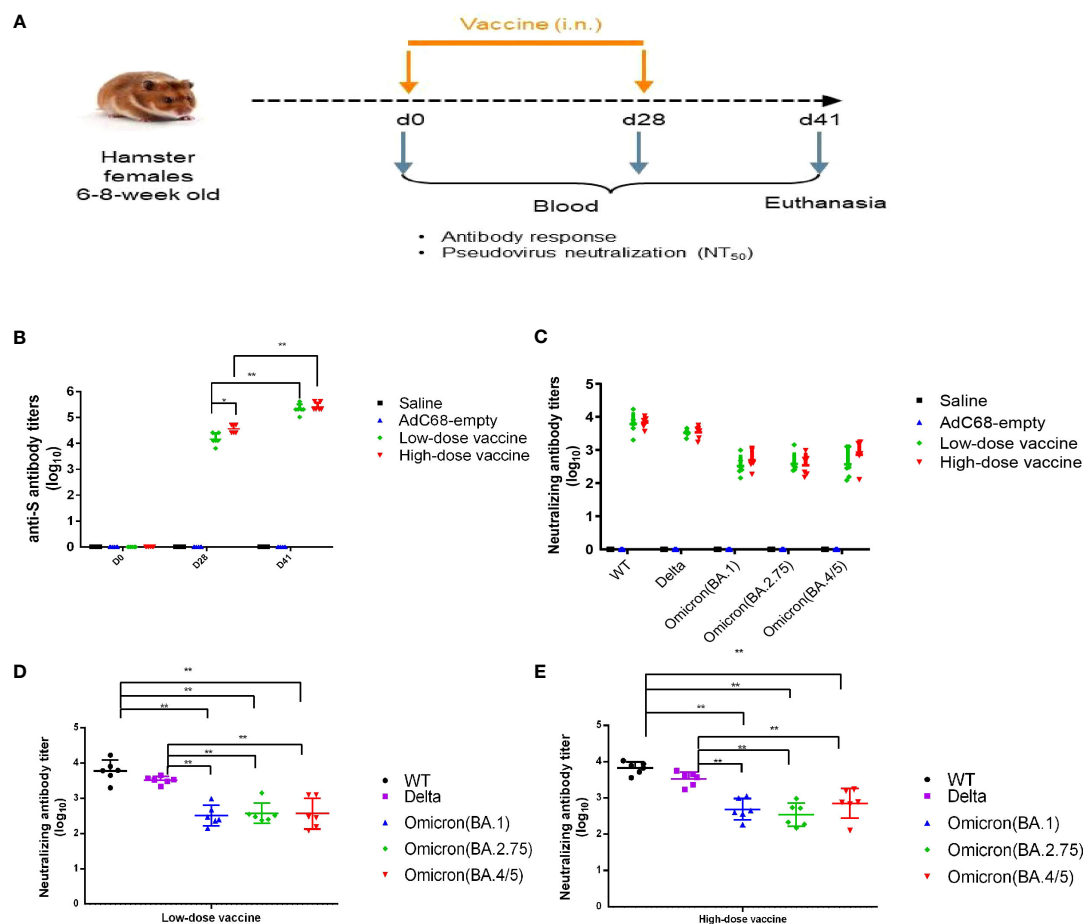 A
Vaccine (i.n.)
d0
d28
d41
Hamster
females
6-8-week old
Blood
Euthanasia
• Antibody response
• Pseudovirus neutralization (NT₅₀)
B
anti-S antibody titers
(log₁₀)
6
5
4
3
2
1
0
D0
D28
D41
*
**
**
Saline
AdC68-empty
Low-dose vaccine
High-dose vaccine
C
Neutralizing antibody titers
(log₁₀)
5
4
3
2
1
0
WT
Delta
Omicron(BA.1)
Omicron(BA.2.75)
Omicron(BA.4/5)
Saline
AdC68-empty
Low-dose vaccine
High-dose vaccine
D
**
**
**
**
**
**
Neutralizing antibody titer
(log₁₀)
5
4
3
2
1
0
Low-dose vaccine
WT
Delta
Omicron(BA.1)
Omicron(BA.2.75)
Omicron(BA.4/5)
E
**
**
**
**
**
**
Neutralizing antibody titer
(log₁₀)
5
4
3
2
1
0
High-dose vaccine
WT
Delta
Omicron(BA.1)
Omicron(BA.2.75)
Omicron(BA.4/5)